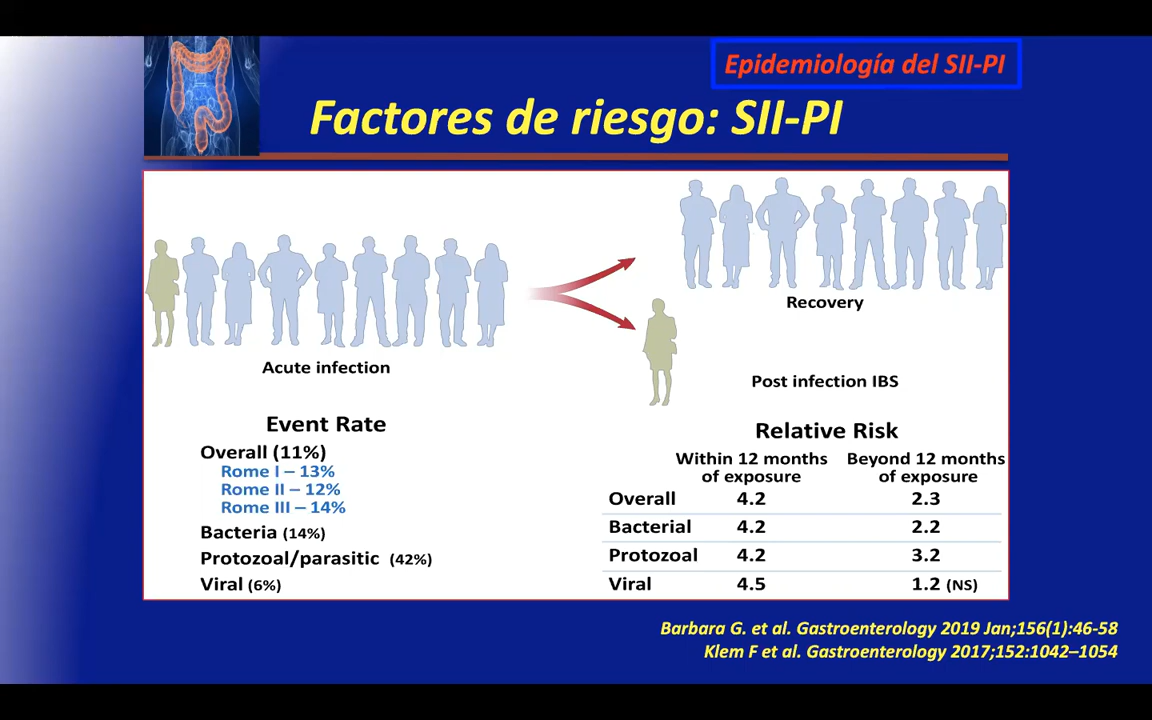 Epidemiología del SII-PI
Factores de riesgo: SII-PI
Acute infection
Recovery
Post infection IBS
Event Rate
Overall (11%)
Rome I – 13%
Rome II – 12%
Rome III – 14%
Bacteria (14%)
Protozoal/parasitic (42%)
Viral (6%)
Relative Risk
Within 12 months of exposure
Beyond 12 months of exposure
Overall 4.2 2.3
Bacterial 4.2 2.2
Protozoal 4.2 3.2
Viral 4.5 1.2 (NS)
Barbara G. et al. Gastroenterology 2019 Jan;156(1):46-58
Klem F et al. Gastroenterology 2017;152:1042–1054